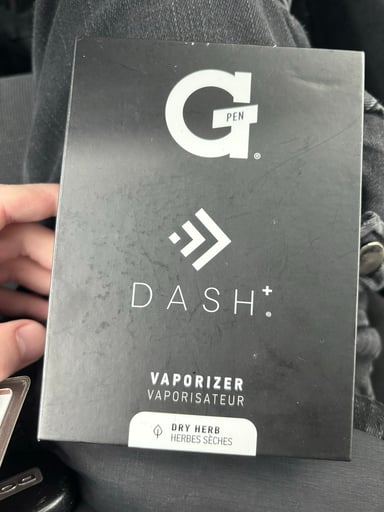 G
PEN
®
DASH+
VAPORIZER
VAPORISATEUR
DRY HERB
HERBES SÈCHES